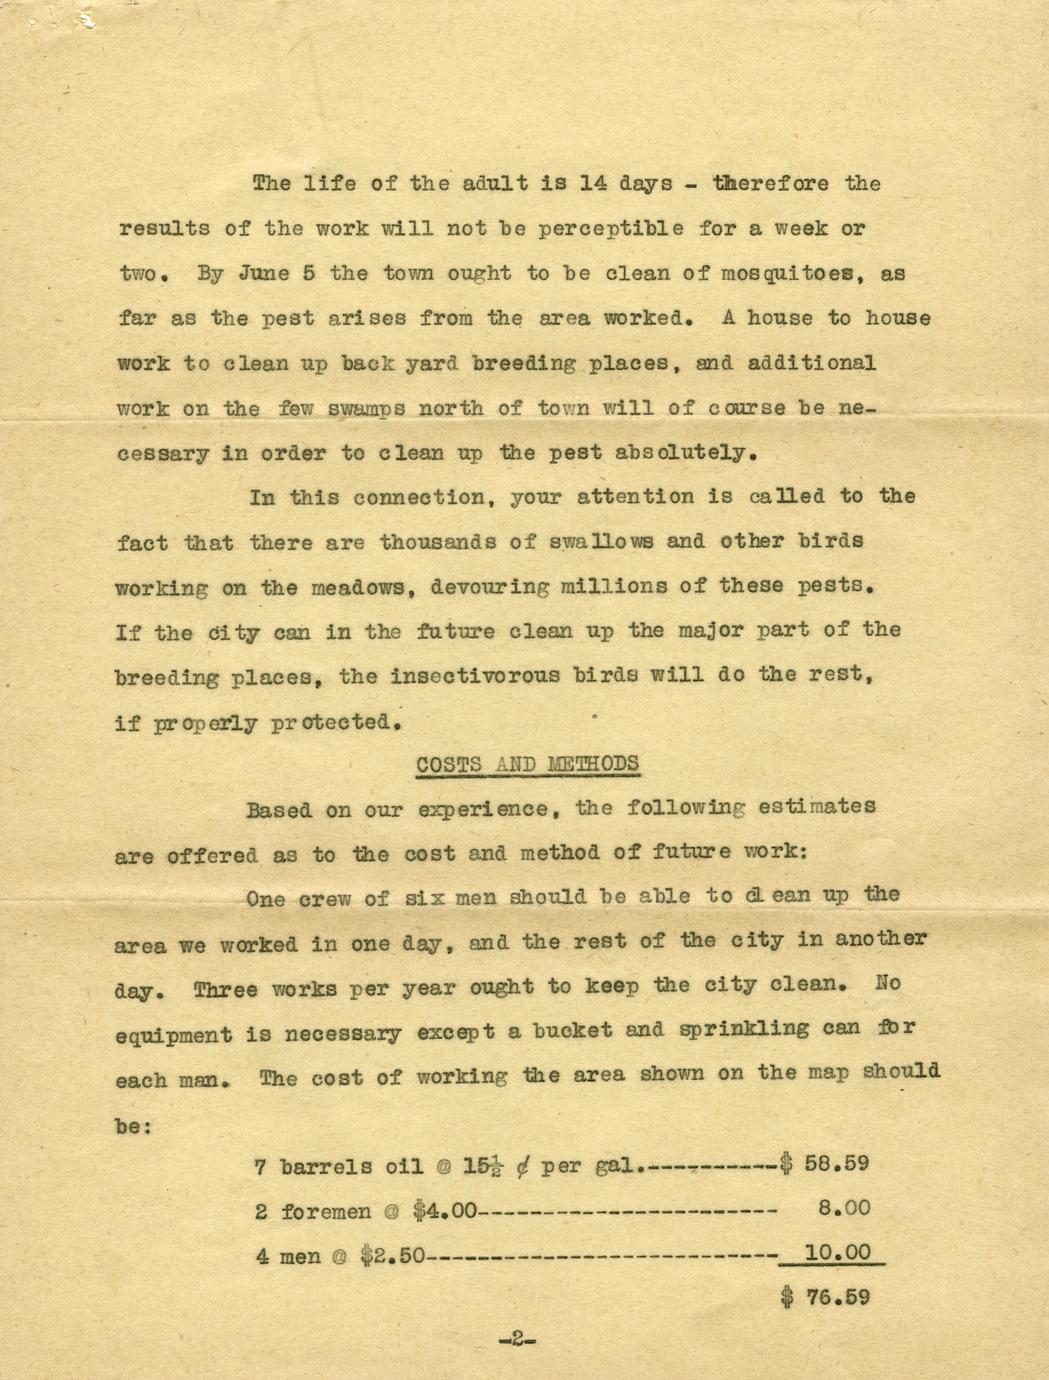 The life of the adult is 14 days - therefore the
results of the work will not be perceptible for a week or
two.  By June 5 the town ought to be clean of mosquitoes, as
far as the pest arises from the area worked.  A house to house
work to clean up back yard breeding places, and additional
work on the few swamps north of town will of course be ne-
cessary in order to clean up the pest absolutely.
In this connection, your attention is called to the
fact that there are thousands of swallows and other birds
working on the meadows, devouring millions of these pests.
If the city can in the future clean up the major part of the
breeding places, the insectivorous birds will do the rest,
if properly protected.
COSTS AND METHODS
Based on our experience, the following estimates
are offered as to the cost and method of future work:
One crew of six men should be able to clean up the
area we worked in one day, and the rest of the city in another
day.  Three works per year ought to keep the city clean.  No
equipment is necessary except a bucket and sprinkling can for
each man.  The cost of working the area shown on the map should
be:
7 barrels oil @ 15½ ¢ per gal.----------$ 58.59
2 foremen @ $4.00----------------------- 8.00
4 men @ $2.50--------------------------- 10.00
$ 76.59
-2-